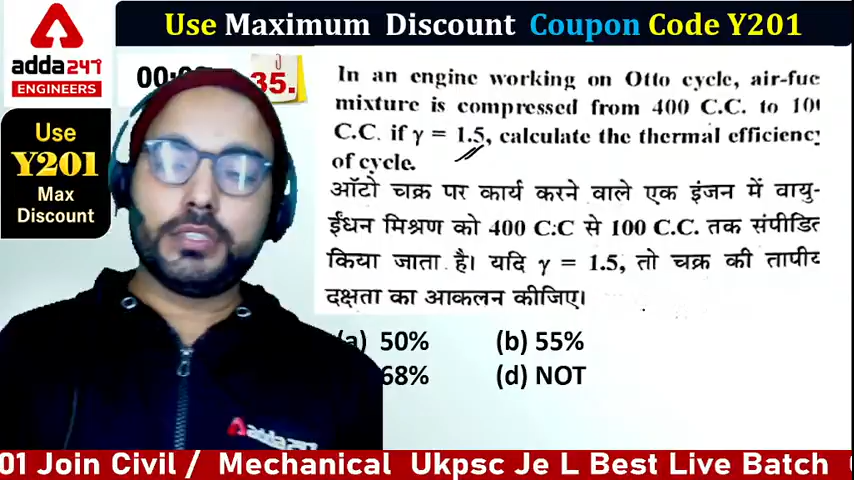 Use Maximum Discount Coupon Code Y201
adda247
ENGINEERS
35.
Use
Y201
Max
Discount
In an engine working on Otto cycle, air-fue
mixture is compressed from 400 C.C. to 10
C.C. if γ = 1.5, calculate the thermal efficiency
of cycle.
ऑटो चक्र पर कार्य करने वाले एक इंजन में वायु-
ईंधन मिश्रण को 400 C.C से 100 C.C. तक संपीडित
किया जाता है। यदि γ = 1.5, तो चक्र की तापीय
दक्षता का आकलन कीजिए।
(a) 50% (b) 55%
68% (d) NOT
adda247
01 Join Civil / Mechanical Ukpsc Je L Best Live Batch